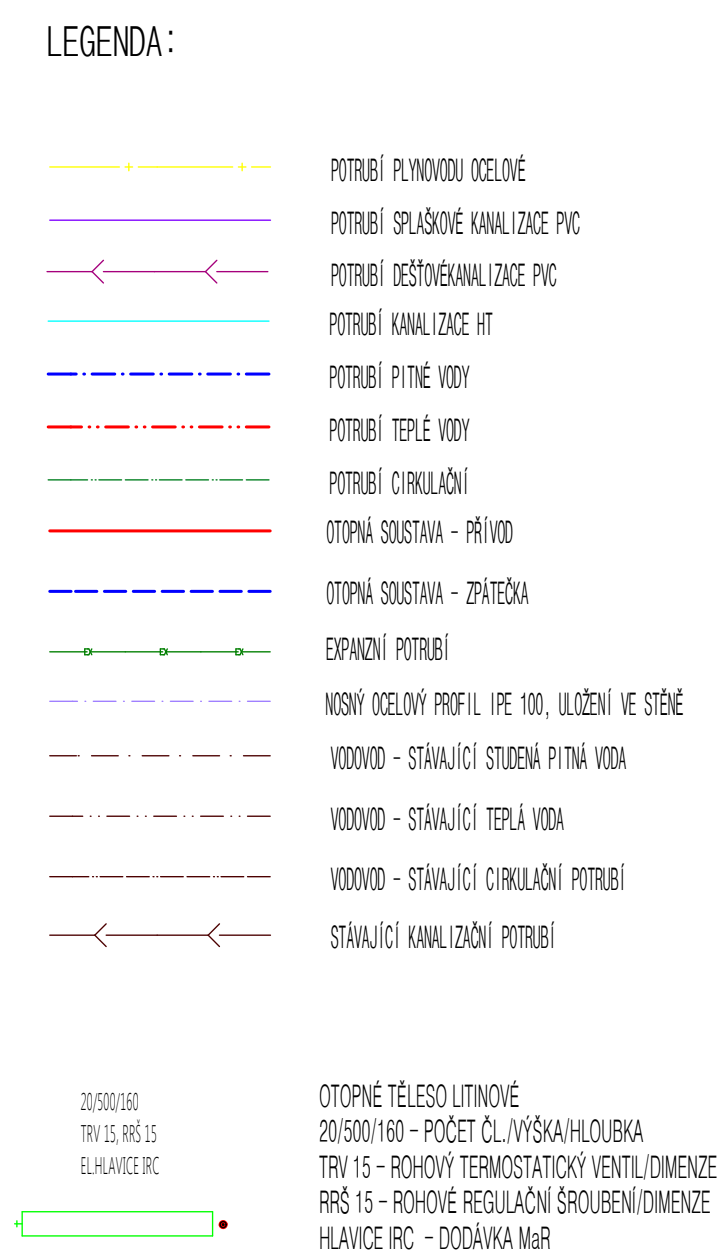 LEGENDA:
POTRUBÍ PLYNOVODU OCELOVÉ
POTRUBÍ SPLAŠKOVÉ KANALIZACE PVC
POTRUBÍ DEŠŤOVÉKANALIZACE PVC
POTRUBÍ KANALIZACE HT
POTRUBÍ PITNÉ VODY
POTRUBÍ TEPLÉ VODY
POTRUBÍ CIRKULAČNÍ
OTOPNÁ SOUSTAVA - PŘÍVOD
OTOPNÁ SOUSTAVA - ZPÁTEČKA
EX EX EX EXPANZNÍ POTRUBÍ
NOSNÝ OCELOVÝ PROFIL IPE 100, ULOŽENÍ VE STĚNĚ
VODOVOD - STÁVAJÍCÍ STUDENÁ PITNÁ VODA
VODOVOD - STÁVAJÍCÍ TEPLÁ VODA
VODOVOD - STÁVAJÍCÍ CIRKULAČNÍ POTRUBÍ
STÁVAJÍCÍ KANALIZAČNÍ POTRUBÍ
20/500/160
TRV 15, RRŠ 15
EL.HLAVICE IRC
OTOPNÉ TĚLESO LITINOVÉ
20/500/160 - POČET ČL./VÝŠKA/HLOUBKA
TRV 15 - ROHOVÝ TERMOSTATICKÝ VENTIL/DIMENZE
RRŠ 15 - ROHOVÉ REGULAČNÍ ŠROUBENÍ/DIMENZE
HLAVICE IRC - DODÁVKA MaR